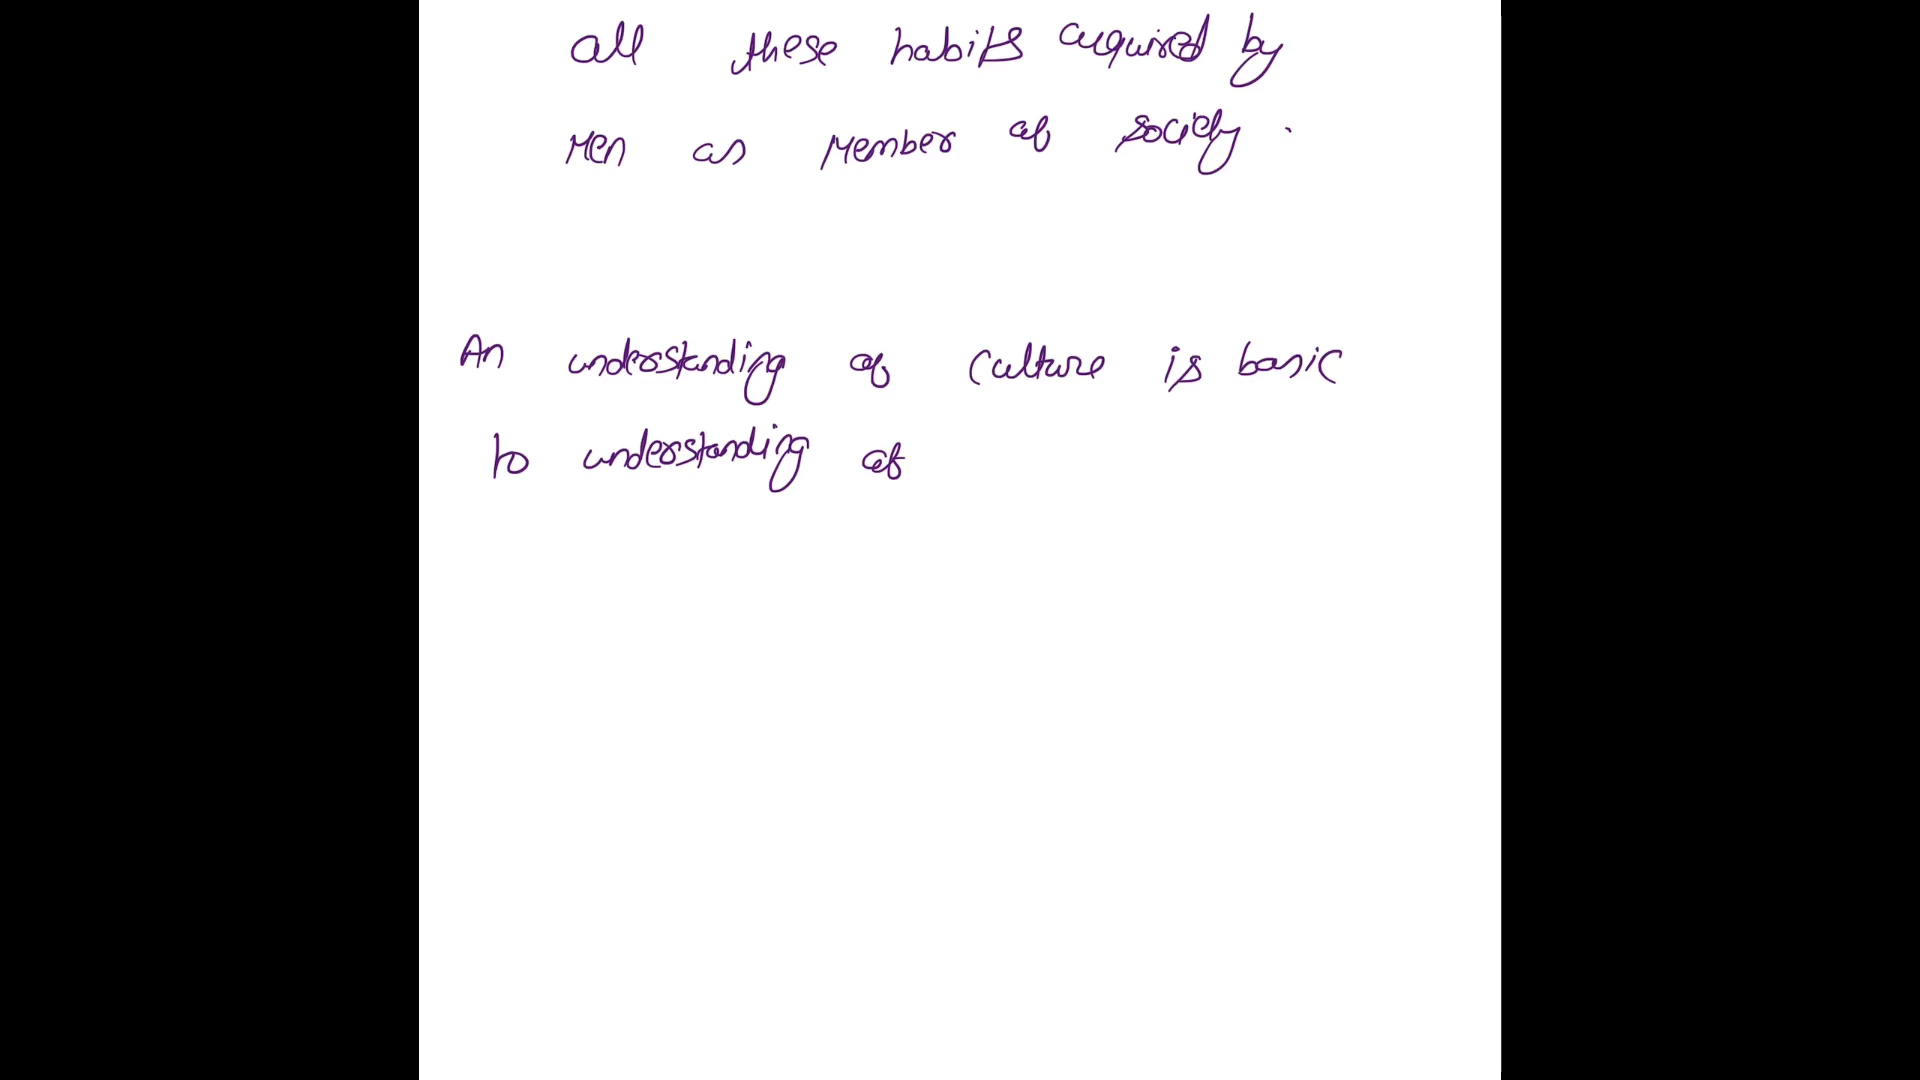 all these habits acquired by
Men as Member of society.
An understanding of Culture is basic
to understanding of